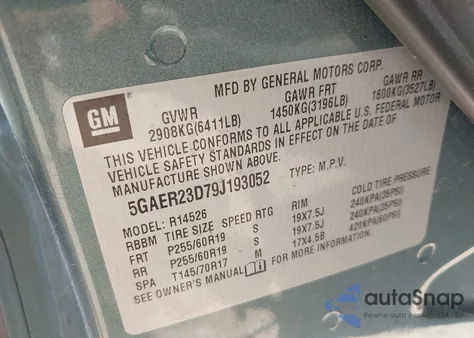 GM
MFD BY GENERAL MOTORS CORP.
GVWR GAWR FRT GAWR RR
2908KG(6411LB) 1450KG(3196LB) 1600KG(3527LB)
THIS VEHICLE CONFORMS TO ALL APPLICABLE U.S. FEDERAL MOTOR
VEHICLE SAFETY STANDARDS IN EFFECT ON THE DATE OF
MANUFACTURE SHOWN ABOVE.
5GAER23D79J193052 TYPE: M.P.V.
MODEL: R14526
RBBM TIRE SIZE SPEED RTG RIM COLD TIRE PRESSURE
FRT P255/60R19 S 19X7.5J 240KPA(35PSI)
RR P255/60R19 S 19X7.5J 240KPA(35PSI)
SPA T145/70R17 M 17X4.5B 420KPA(60PSI)
SEE OWNER'S MANUAL FOR MORE INFORMATION.
autoSnap
Pewne auto z USA i EU